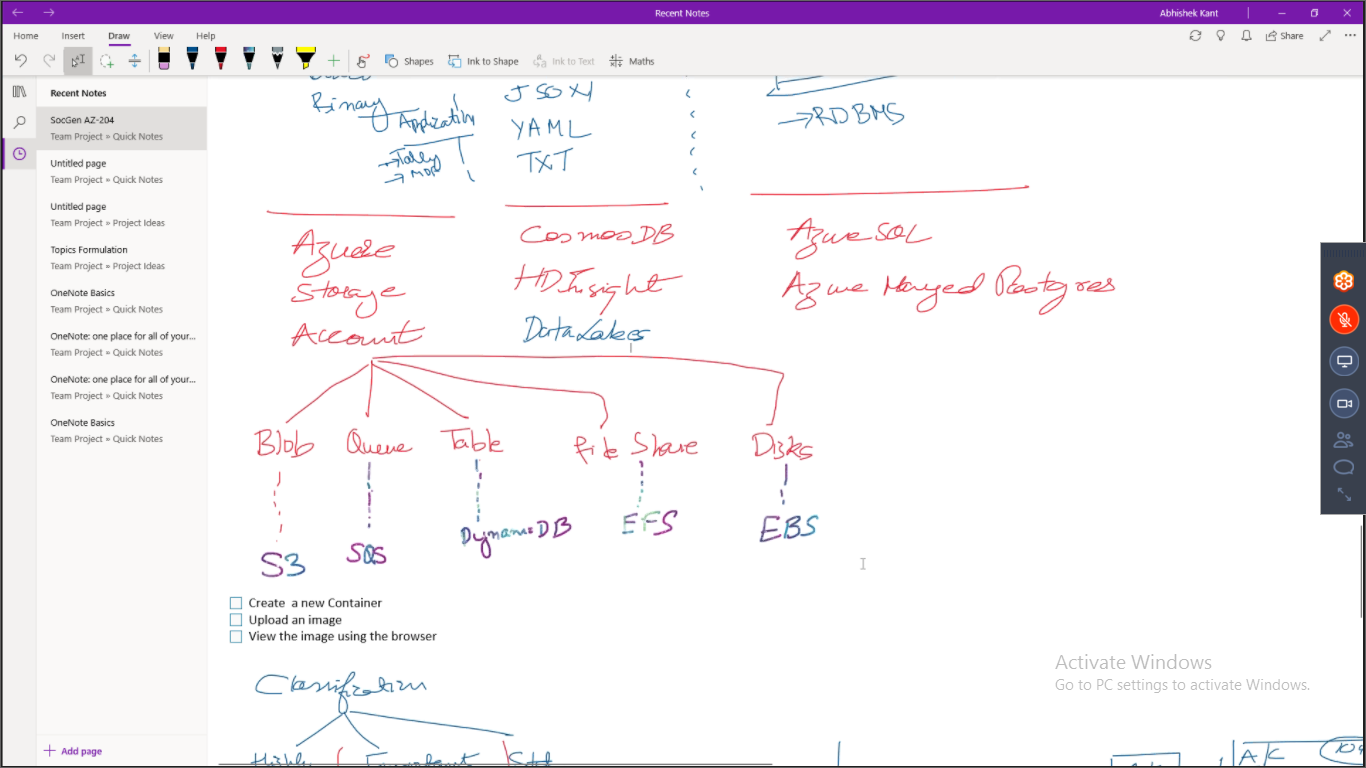 Recent Notes
Abhishek Kant
Home Insert Draw View Help
Share
Shapes Ink to Shape Ink to Text Maths
Recent Notes
SocGen AZ-204
Team Project » Quick Notes
Untitled page
Team Project » Quick Notes
Untitled page
Team Project » Project Ideas
Topics Formulation
Team Project » Project Ideas
OneNote Basics
Team Project » Quick Notes
OneNote: one place for all of your...
Team Project » Quick Notes
OneNote: one place for all of your...
Team Project » Quick Notes
OneNote Basics
Team Project » Quick Notes
Add page
Binary
Application
→Tally
JSON
YAML
TXT
→RDBMS
Azure
Storage
Account
CosmosDB
HDInsight
DataLakes
Azure SQL
Azure Managed Postgres
Blob Queue Table File Share Disks
S3 SQS DynamoDB EFS EBS
Create a new Container
Upload an image
View the image using the browser
Classification
A/C
Activate Windows
Go to PC settings to activate Windows.